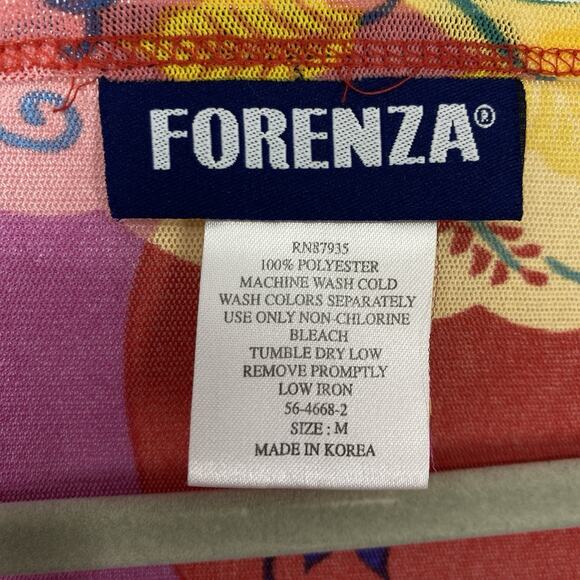 FORENZA®
RN87935
100% POLYESTER
MACHINE WASH COLD
WASH COLORS SEPARATELY
USE ONLY NON-CHLORINE
BLEACH
TUMBLE DRY LOW
REMOVE PROMPTLY
LOW IRON
56-4668-2
SIZE : M
MADE IN KOREA